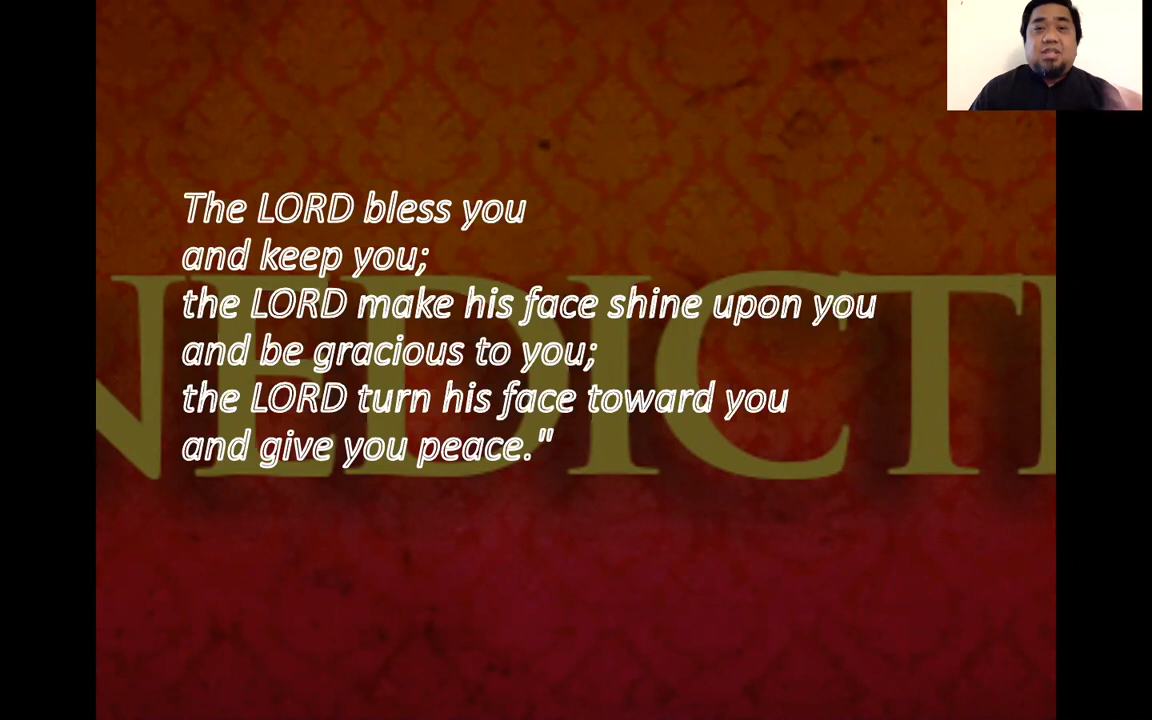 The LORD bless you
and keep you;
the LORD make his face shine upon you
and be gracious to you;
the LORD turn his face toward you
and give you peace."
NEDICTI